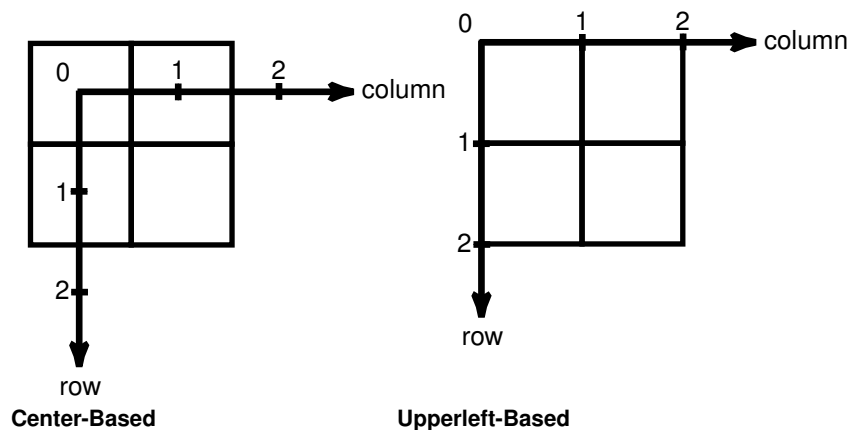 0 1 2 column
1
2
row
Center-Based
0 1 2 column
1
2
row
Upperleft-Based